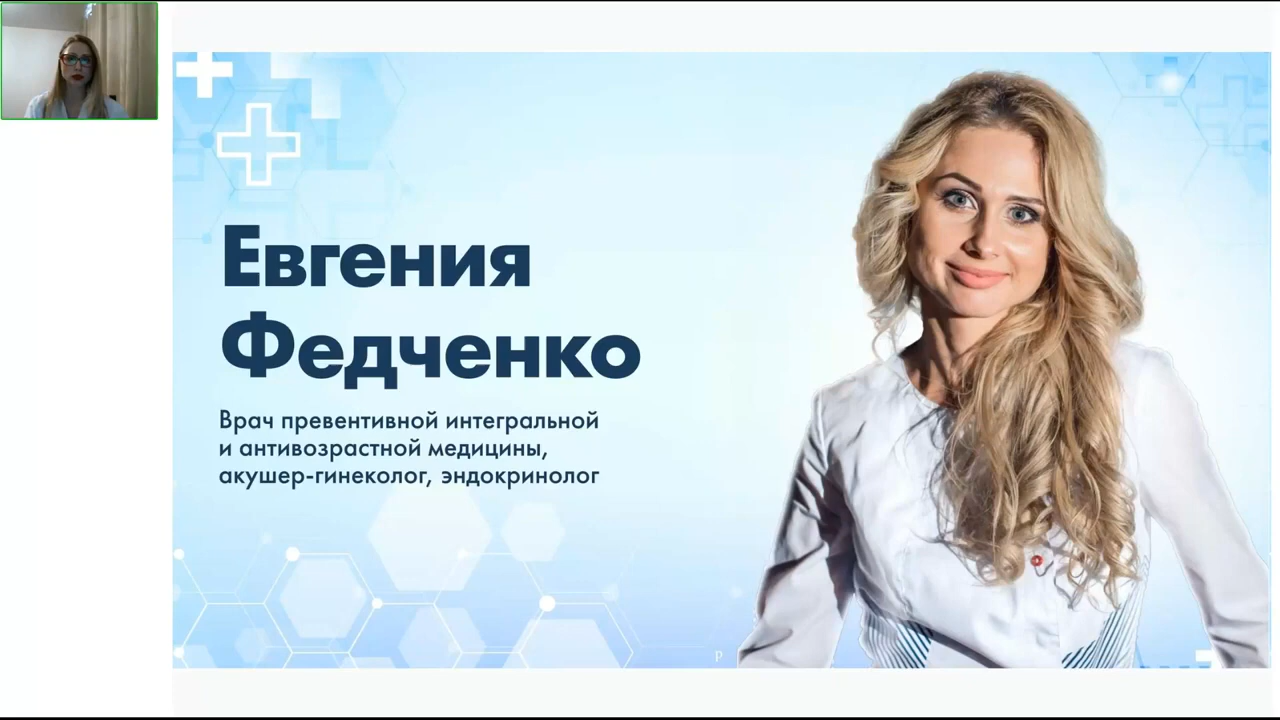 Евгения
Федченко
Врач превентивной интегральной
и антивозрастной медицины,
акушер-гинеколог, эндокринолог
р